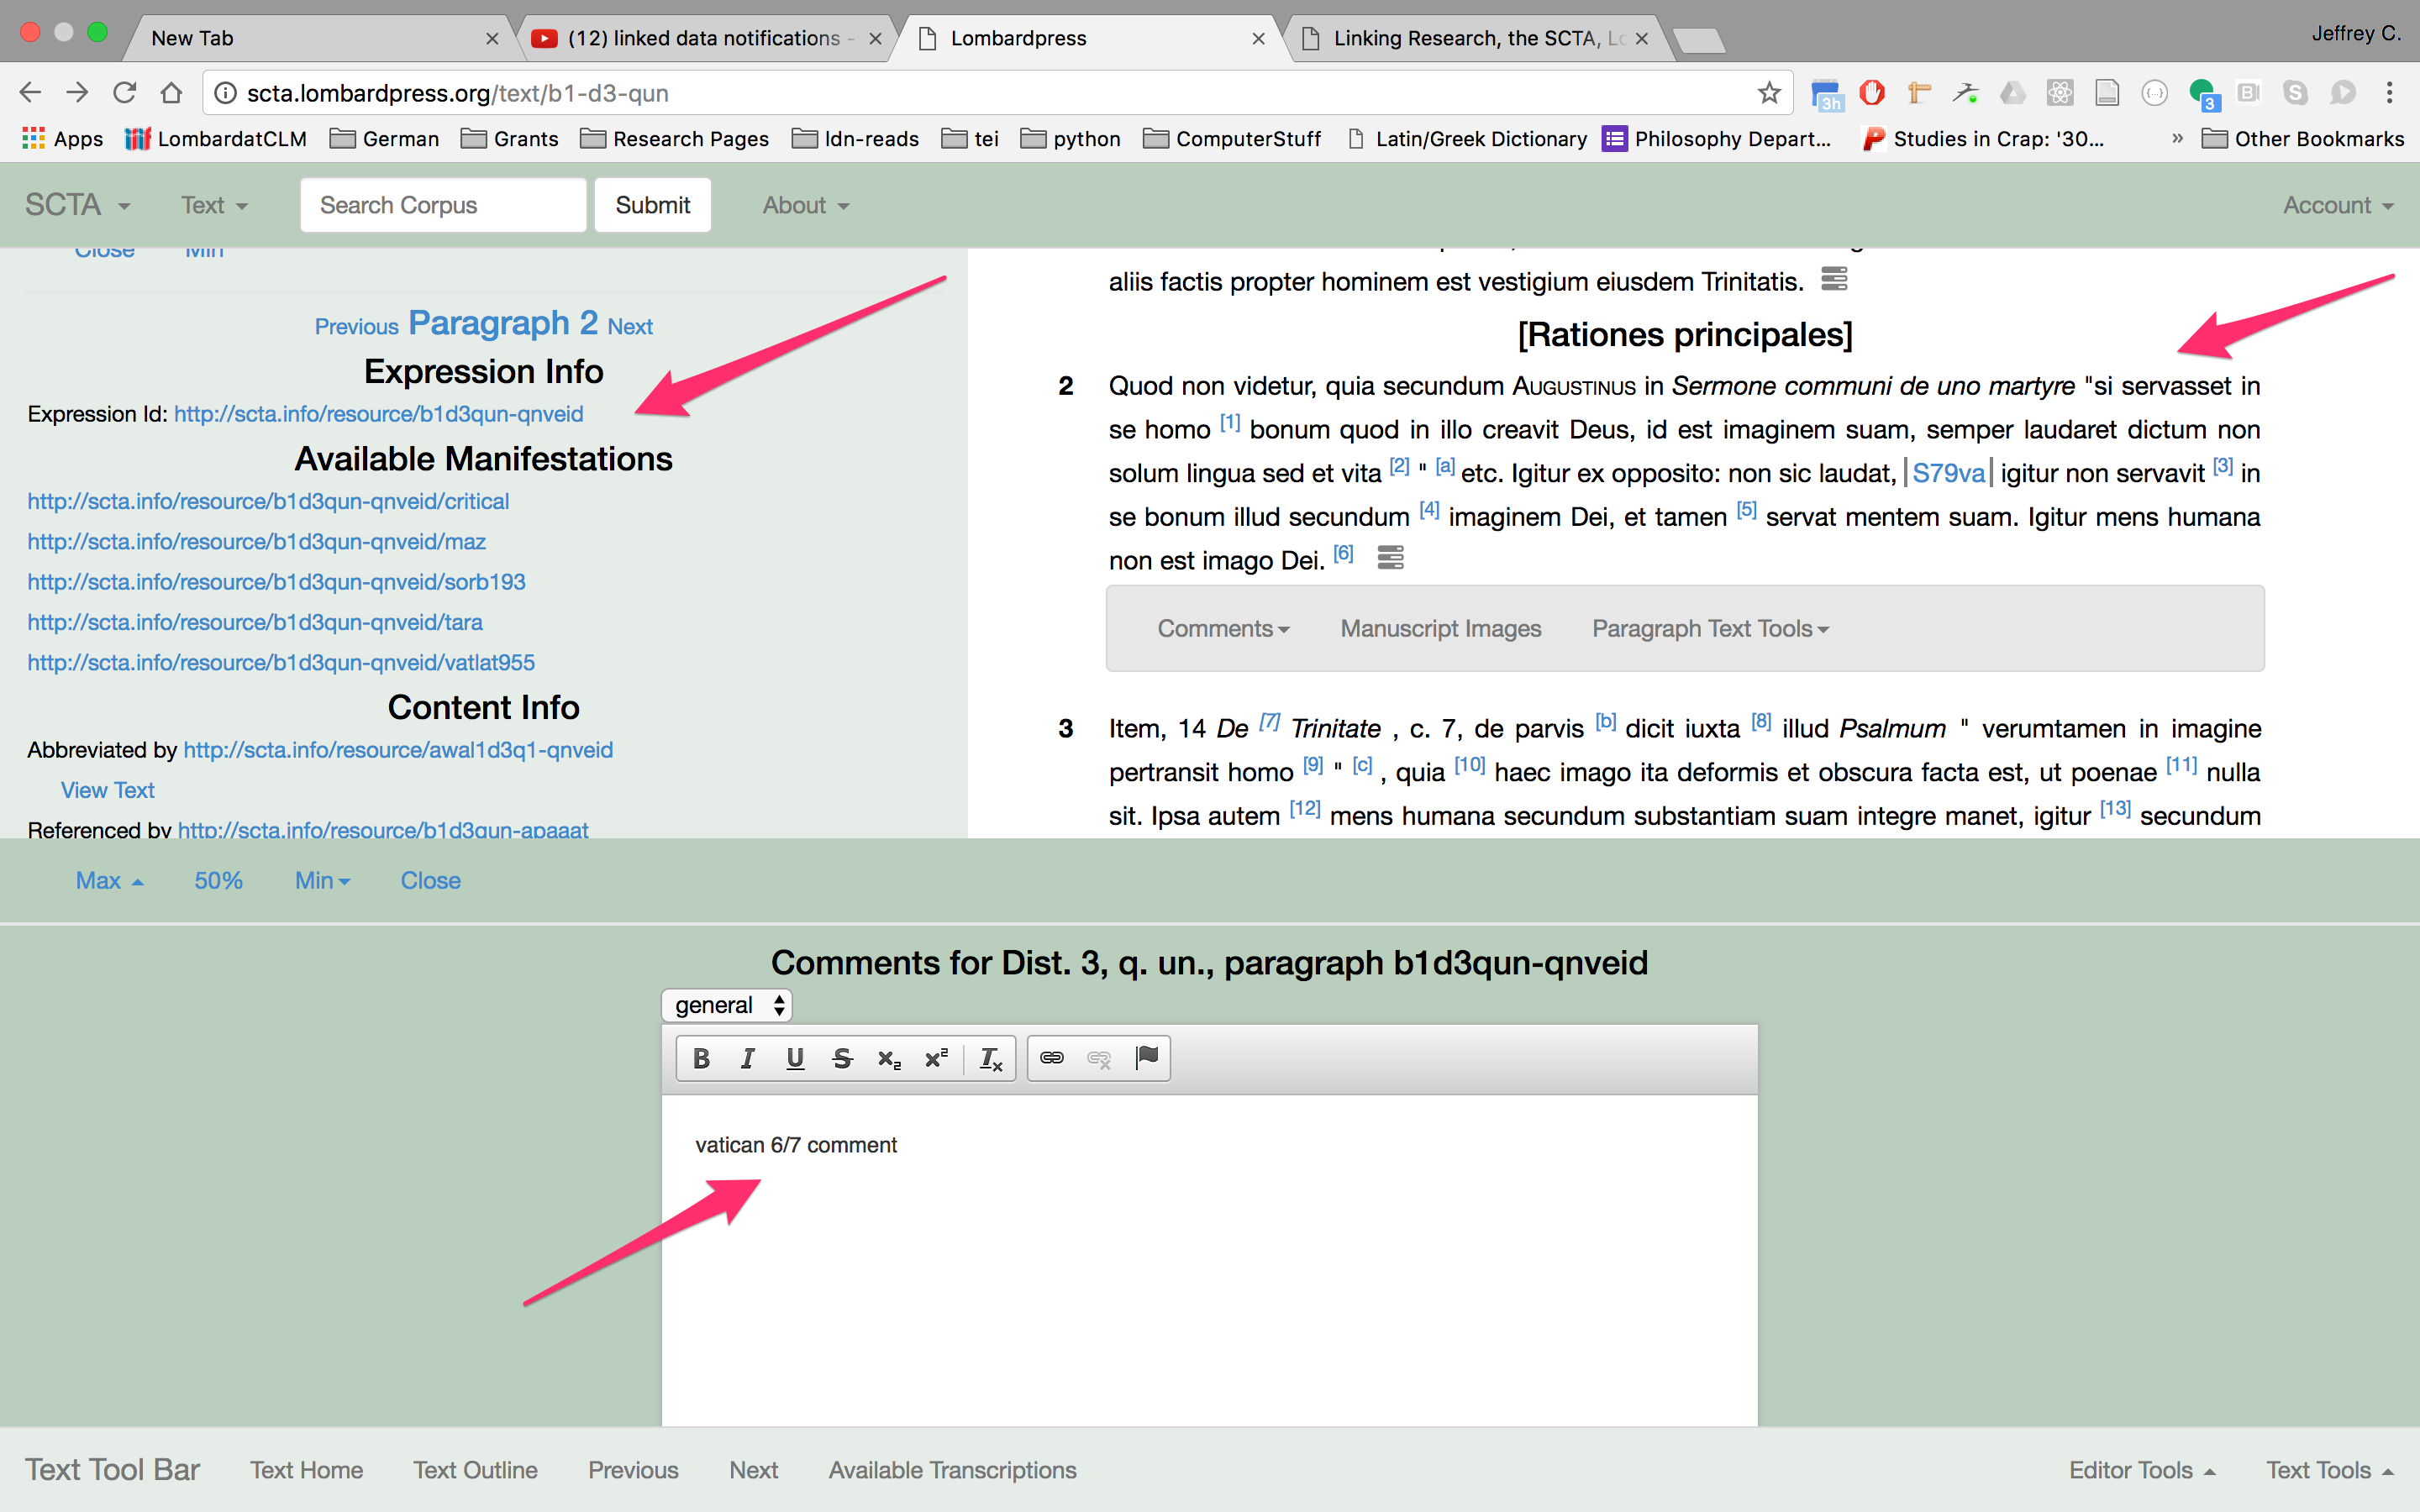 New Tab
(12) linked data notifications -
Lombardpress
Linking Research, the SCTA, Lo
Jeffrey C.
scta.lombardpress.org/text/b1-d3-qun
3h
3
Apps LombardatCLM German Grants Research Pages ldn-reads tei python ComputerStuff Latin/Greek Dictionary Philosophy Depart... Studies in Crap: '30... » Other Bookmarks
SCTA Text Search Corpus Submit About Account
Close Min
Previous Paragraph 2 Next
Expression Info
Expression Id: http://scta.info/resource/b1d3qun-qnveid
Available Manifestations
http://scta.info/resource/b1d3qun-qnveid/critical
http://scta.info/resource/b1d3qun-qnveid/maz
http://scta.info/resource/b1d3qun-qnveid/sorb193
http://scta.info/resource/b1d3qun-qnveid/tara
http://scta.info/resource/b1d3qun-qnveid/vatlat955
Content Info
Abbreviated by http://scta.info/resource/awal1d3q1-qnveid
View Text
Referenced by http://scta.info/resource/b1d3qun-apaaat
aliis factis propter hominem est vestigium eiusdem Trinitatis.
[Rationes principales]
2 Quod non videtur, quia secundum Augustinus in Sermone communi de uno martyre "si servasset in
se homo [1] bonum quod in illo creavit Deus, id est imaginem suam, semper laudaret dictum non
solum lingua sed et vita [2] " [a] etc. Igitur ex opposito: non sic laudat, |S79va| igitur non servavit [3] in
se bonum illud secundum [4] imaginem Dei, et tamen [5] servat mentem suam. Igitur mens humana
non est imago Dei. [6]
Comments Manuscript Images Paragraph Text Tools
3 Item, 14 De [7] Trinitate , c. 7, de parvis [b] dicit iuxta [8] illud Psalmum " verumtamen in imagine
pertransit homo [9] " [c] , quia [10] haec imago ita deformis et obscura facta est, ut poenae [11] nulla
sit. Ipsa autem [12] mens humana secundum substantiam suam integre manet, igitur [13] secundum
Max 50% Min Close
Comments for Dist. 3, q. un., paragraph b1d3qun-qnveid
general
B I U S x₂ x² Tx
vatican 6/7 comment
Text Tool Bar Text Home Text Outline Previous Next Available Transcriptions Editor Tools Text Tools